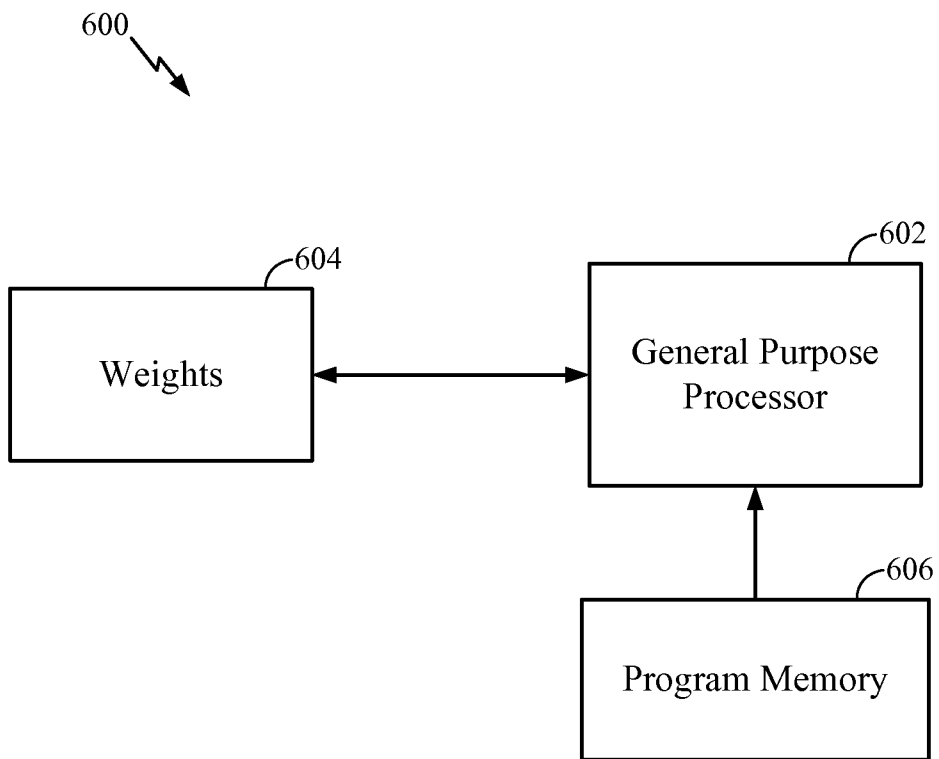 600
602
604
General Purpose
Processor
Weights
606
Program Memory